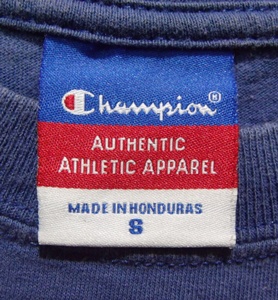 Champion®
AUTHENTIC
ATHLETIC APPAREL
MADE IN HONDURAS
S